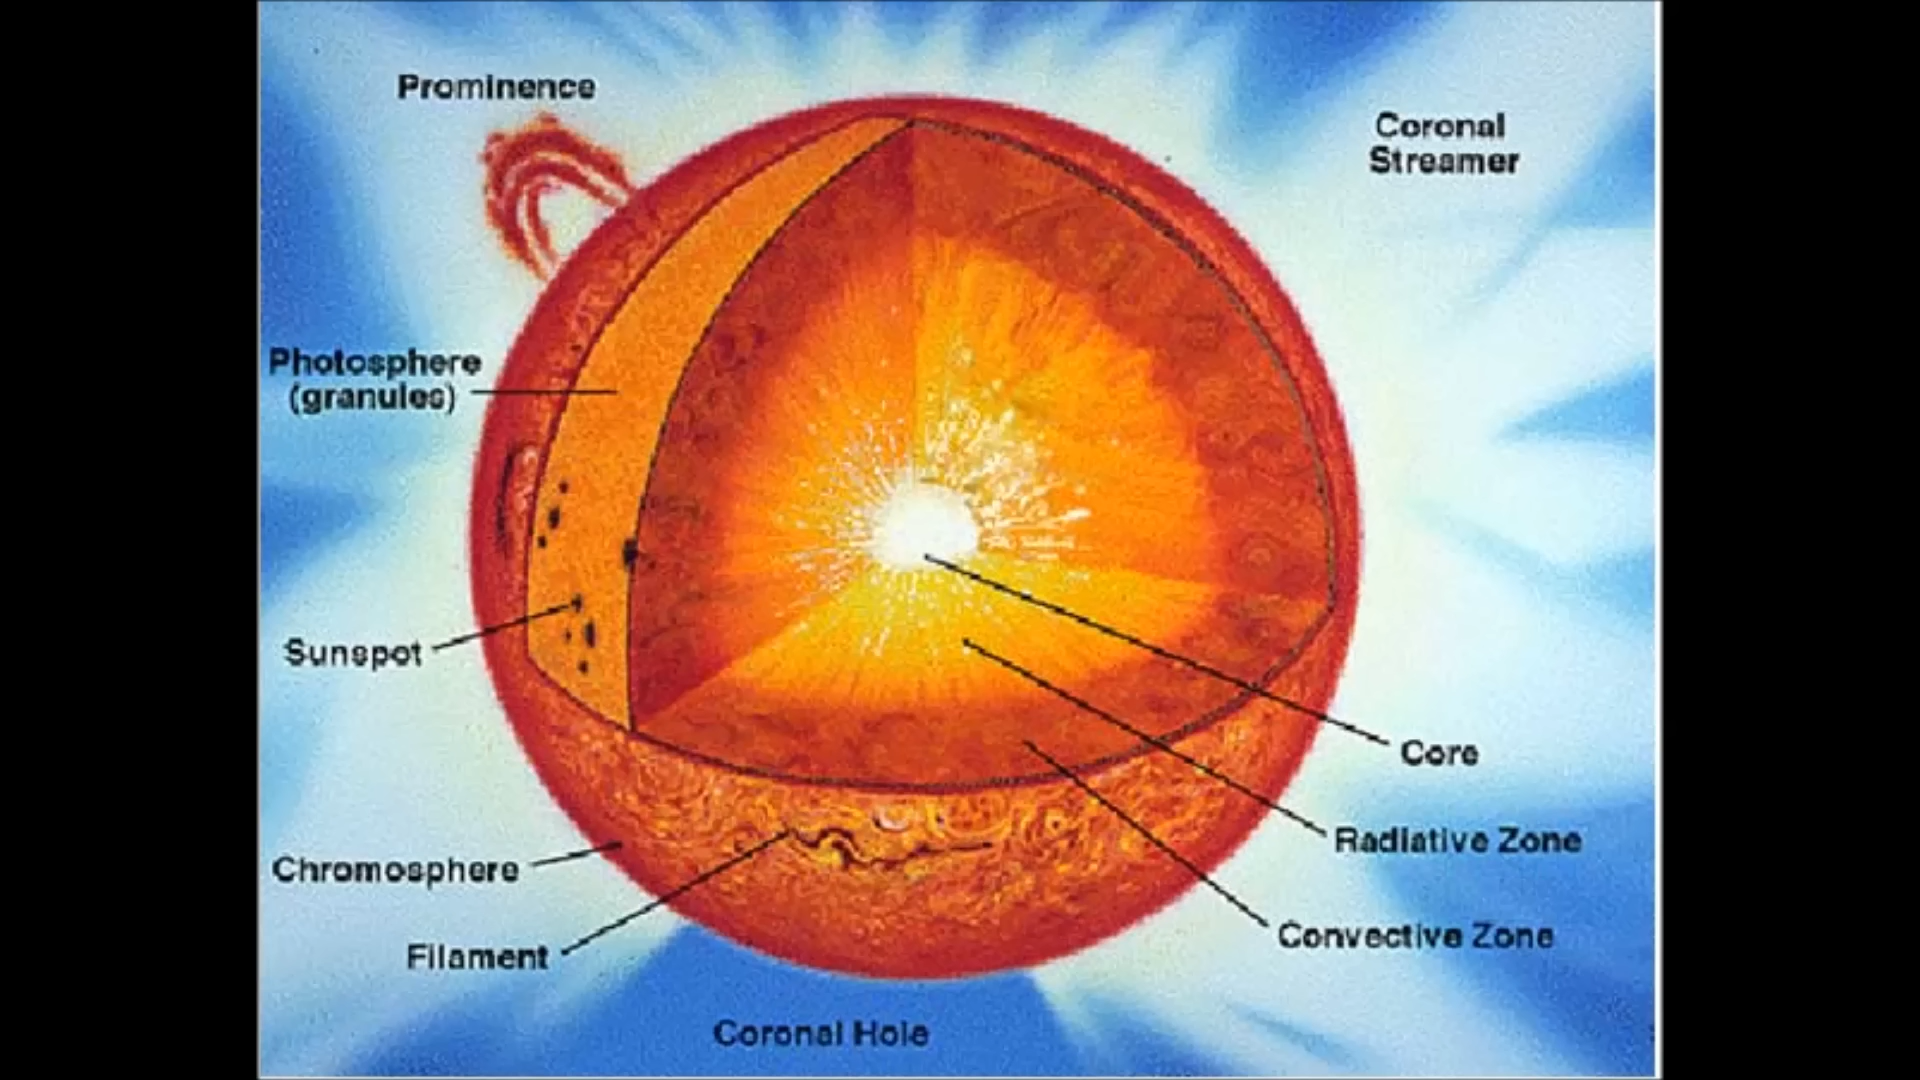 Prominence
Coronal
Streamer
Photosphere
(granules)
Sunspot
Core
Radiative Zone
Chromosphere
Convective Zone
Filament
Coronal Hole